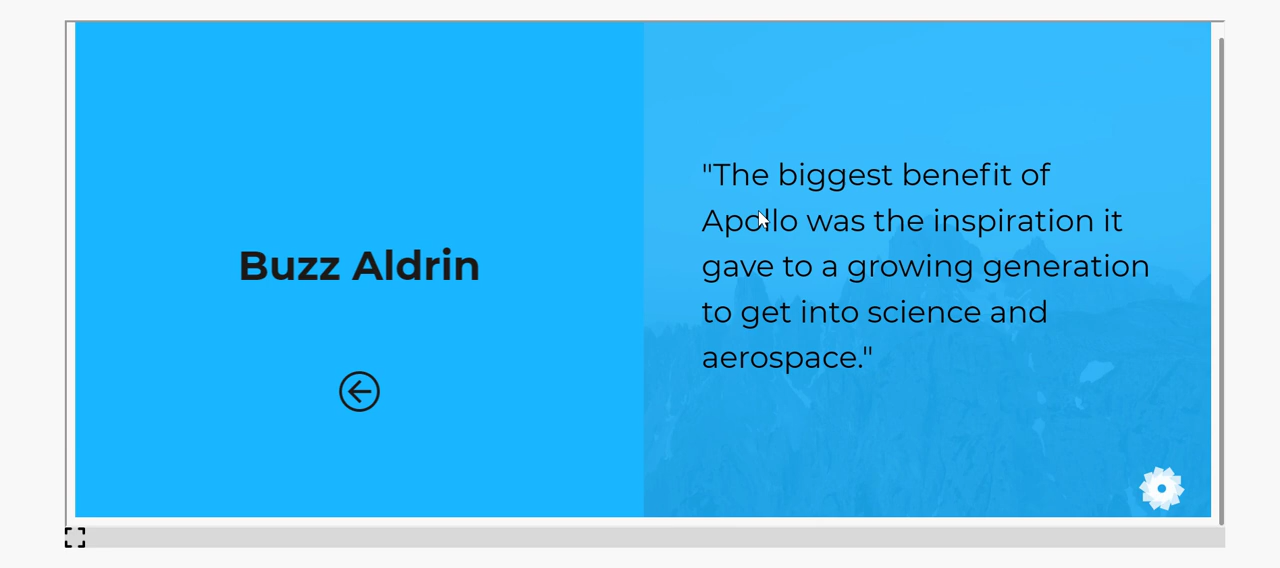 Buzz Aldrin
"The biggest benefit of
Apollo was the inspiration it
gave to a growing generation
to get into science and
aerospace."